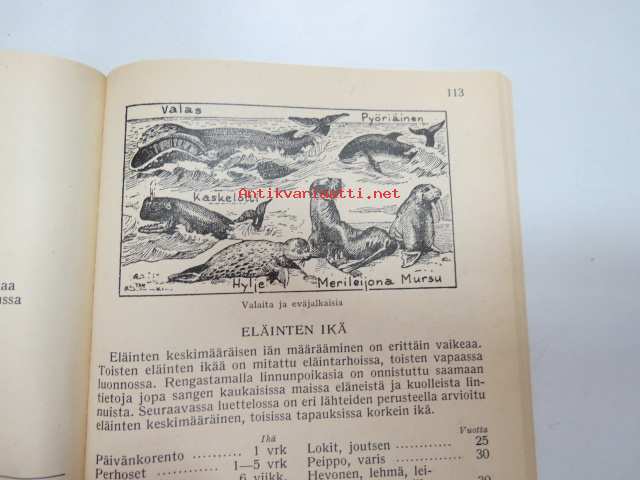 113
Valas
Pyöriäinen
Kaskelotti
Antikvariaatti.net
Hylje
Merileijona Mursu
Valaita ja eväjalkaisia
ELÄINTEN IKÄ
Eläinten keskimääräisen iän määrääminen on erittäin vaikeaa.
Toisten eläinten ikää on mitattu eläintarhoissa, toisten vapaassa
luonnossa. Rengastamalla linnunpoikasia on onnistuttu saamaan
tietoja jopa sangen kaukaisissa maissa eläneistä ja kuolleista lin-
nuista. Seuraavassa luettelossa on eri lähteiden perusteella arvioitu
eläinten keskimääräinen, toisissa tapauksissa korkein ikä.
Ikä
Päivänkorento 1 vrk
Perhoset 1—5 vrk
6 viikk.
Vuotta
Lokit, joutsen 25
Peippo, varis 30
Hevonen, lehmä, lei-